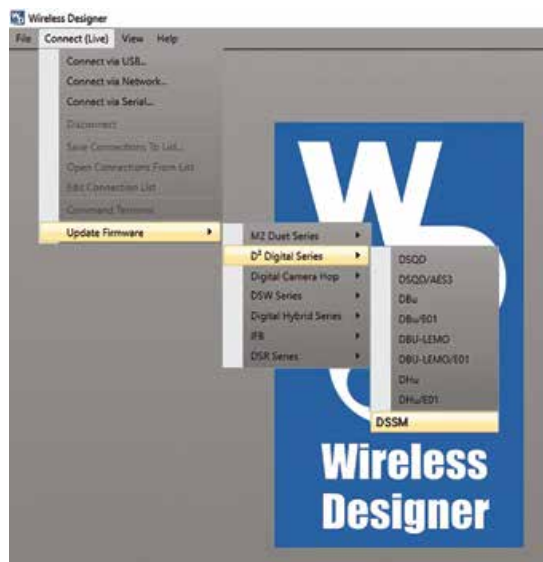 Wireless Designer
File Connect (Live) View Help
Connect via USB...
Connect via Network...
Connect via Serial...
Disconnect
Save Connections To List...
Open Connections From List
Edit Connection List
Command Terminal
Update Firmware
M2 Duet Series
D² Digital Series
Digital Camera Hop
DSW Series
Digital Hybrid Series
IFB
DSR Series
DSQD
DSQD/AES3
DBu
DBu/E01
DBU-LEMO
DBU-LEMO/E01
DHu
DHu/E01
DSSM
W
Wireless
Designer